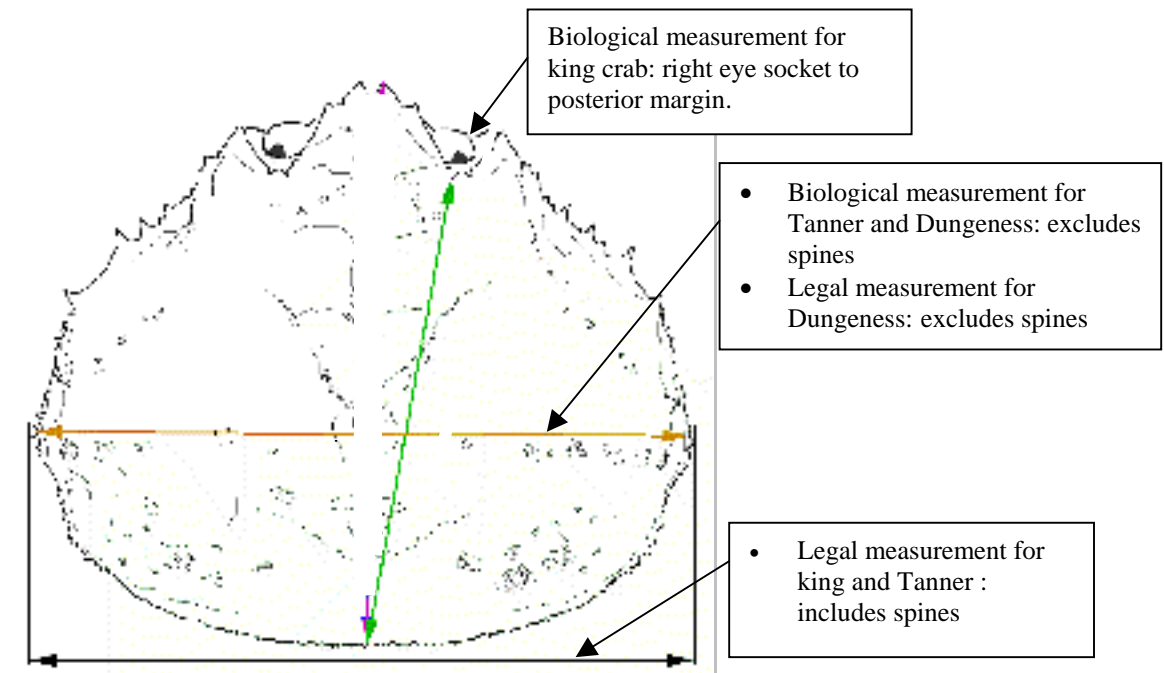 Biological measurement for
king crab: right eye socket to
posterior margin.
• Biological measurement for
Tanner and Dungeness: excludes
spines
• Legal measurement for
Dungeness: excludes spines
• Legal measurement for
king and Tanner :
includes spines